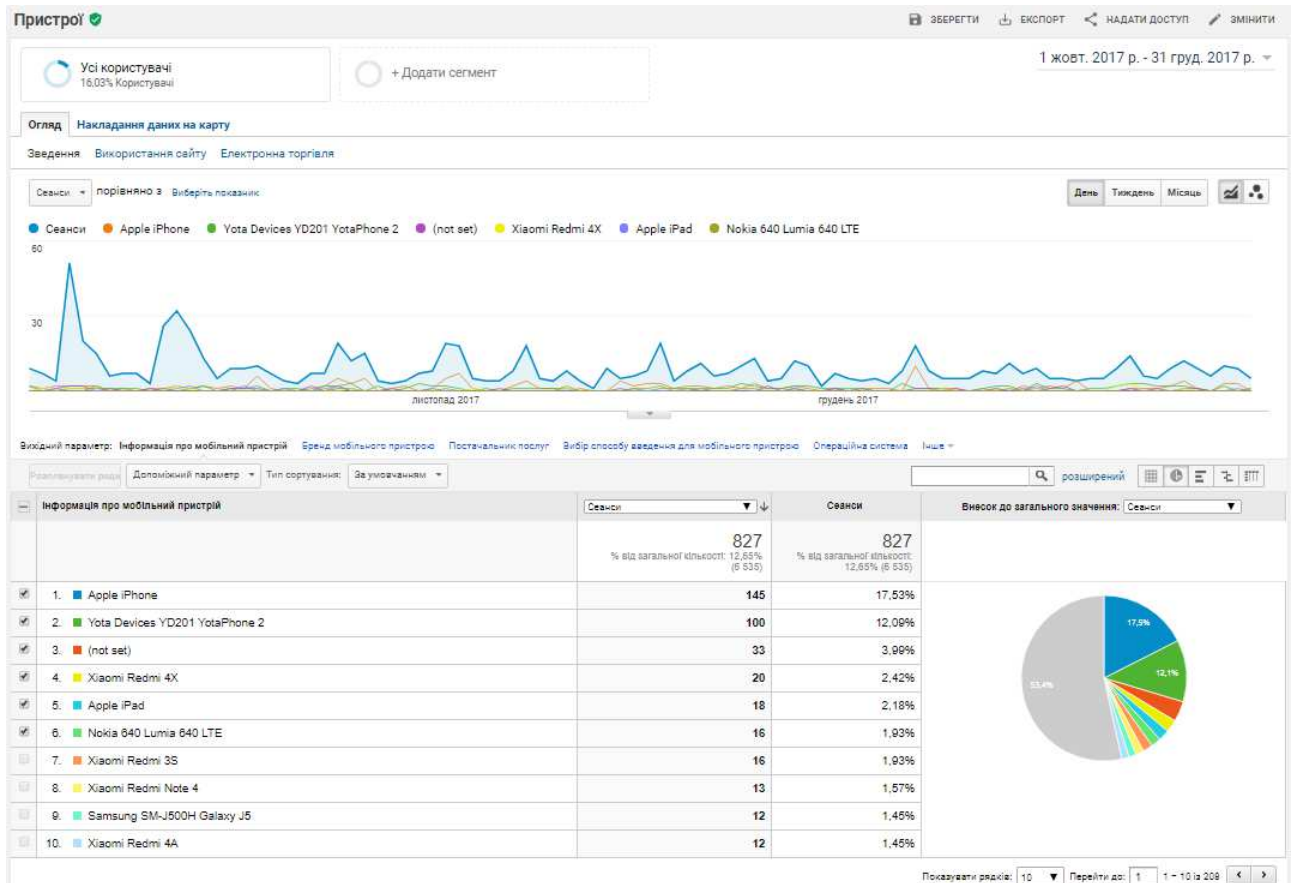 Пристрої
ЗБЕРЕГТИ ЕКСПОРТ НАДАТИ ДОСТУП ЗМІНИТИ
Усі користувачі
16,03% Користувачі
+ Додати сегмент
1 жовт. 2017 р. - 31 груд. 2017 р.
Огляд Накладання даних на карту
Зведення Використання сайту Електронна торгівля
Сеанси порівняно з Виберіть показник
День Тиждень Місяць
Сеанси Apple iPhone Yota Devices YD201 YotaPhone 2 (not set) Xiaomi Redmi 4X Apple iPad Nokia 640 Lumia 640 LTE
60
30
листопад 2017 грудень 2017
Вихідний параметр: Інформація про мобільний пристрій Бренд мобільного пристрою Постачальник послуг Вибір способу введення для мобільного пристрою Операційна система Інше
Допоміжний параметр Тип сортування: За умовчанням розширений
Інформація про мобільний пристрій Сеанси Сеанси Внесок до загального значення: Сеанси
827 827
% від загальної кількості: 12,65% (6 535) % від загальної кількості: 12,65% (6 535)
1. Apple iPhone 145 17,53%
2. Yota Devices YD201 YotaPhone 2 100 12,09%
3. (not set) 33 3,99%
4. Xiaomi Redmi 4X 20 2,42%
5. Apple iPad 18 2,18%
6. Nokia 640 Lumia 640 LTE 16 1,93%
7. Xiaomi Redmi 3S 16 1,93%
8. Xiaomi Redmi Note 4 13 1,57%
9. Samsung SM-J500H Galaxy J5 12 1,45%
10. Xiaomi Redmi 4A 12 1,45%
17,5%
12,1%
53,4%
Показувати рядків: 10 Перейти до: 1 1 – 10 із 209